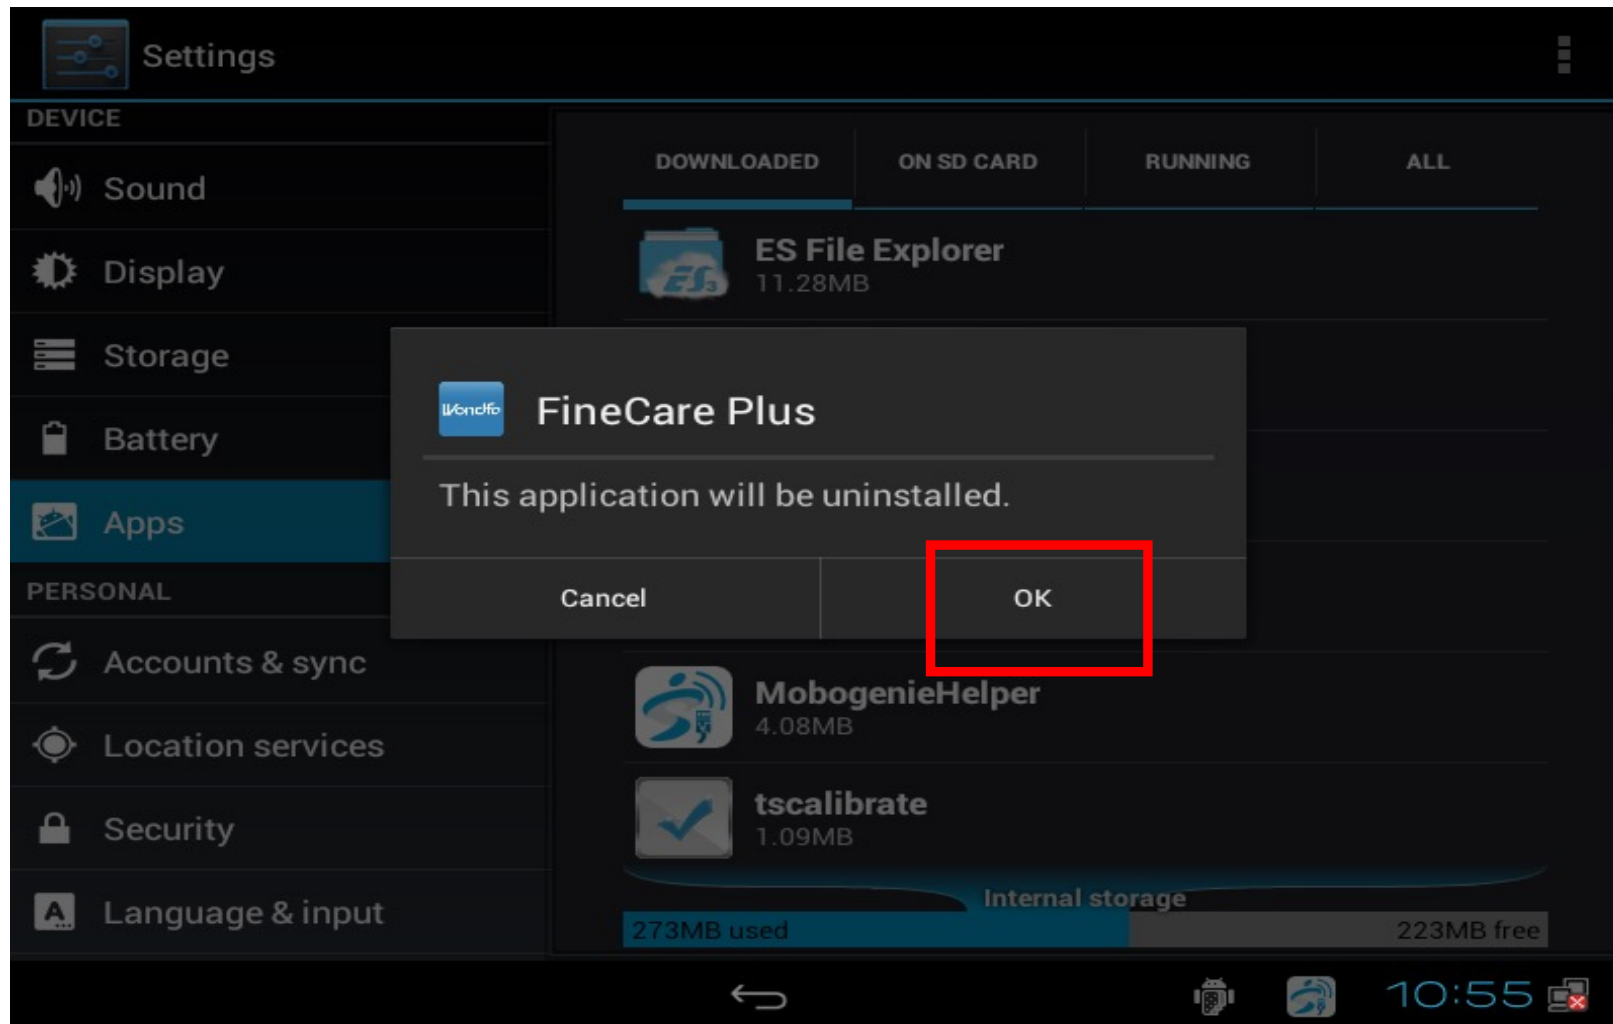 Settings
DEVICE
Sound
Display
Storage
Battery
Apps
PERSONAL
Accounts & sync
Location services
Security
Language & input
DOWNLOADED
ON SD CARD
RUNNING
ALL
ES File Explorer
11.28MB
Wondfo
FineCare Plus
This application will be uninstalled.
Cancel
OK
MobogenieHelper
4.08MB
tscalibrate
1.09MB
Internal storage
273MB used
223MB free
10:55